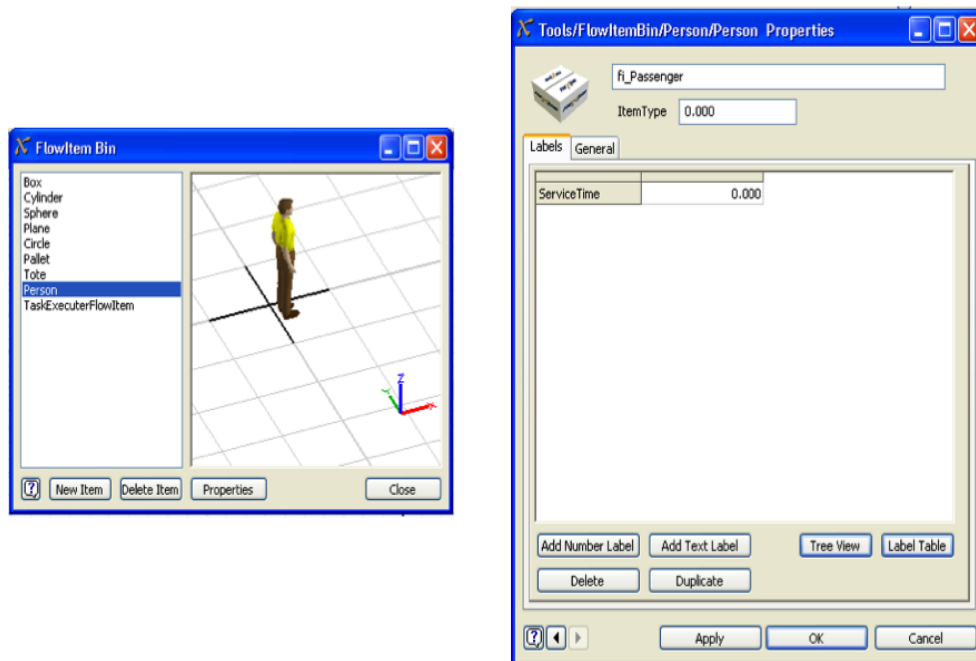 FlowItem Bin
Box
Cylinder
Sphere
Plane
Circle
Pallet
Tote
Person
TaskExecuterFlowItem
Z
Y
X
? New Item Delete Item Properties Close
Tools/FlowItemBin/Person/Person Properties
fi_Passenger
ItemType 0.000
Labels General
ServiceTime 0.000
Add Number Label Add Text Label Tree View Label Table
Delete Duplicate
? Apply OK Cancel